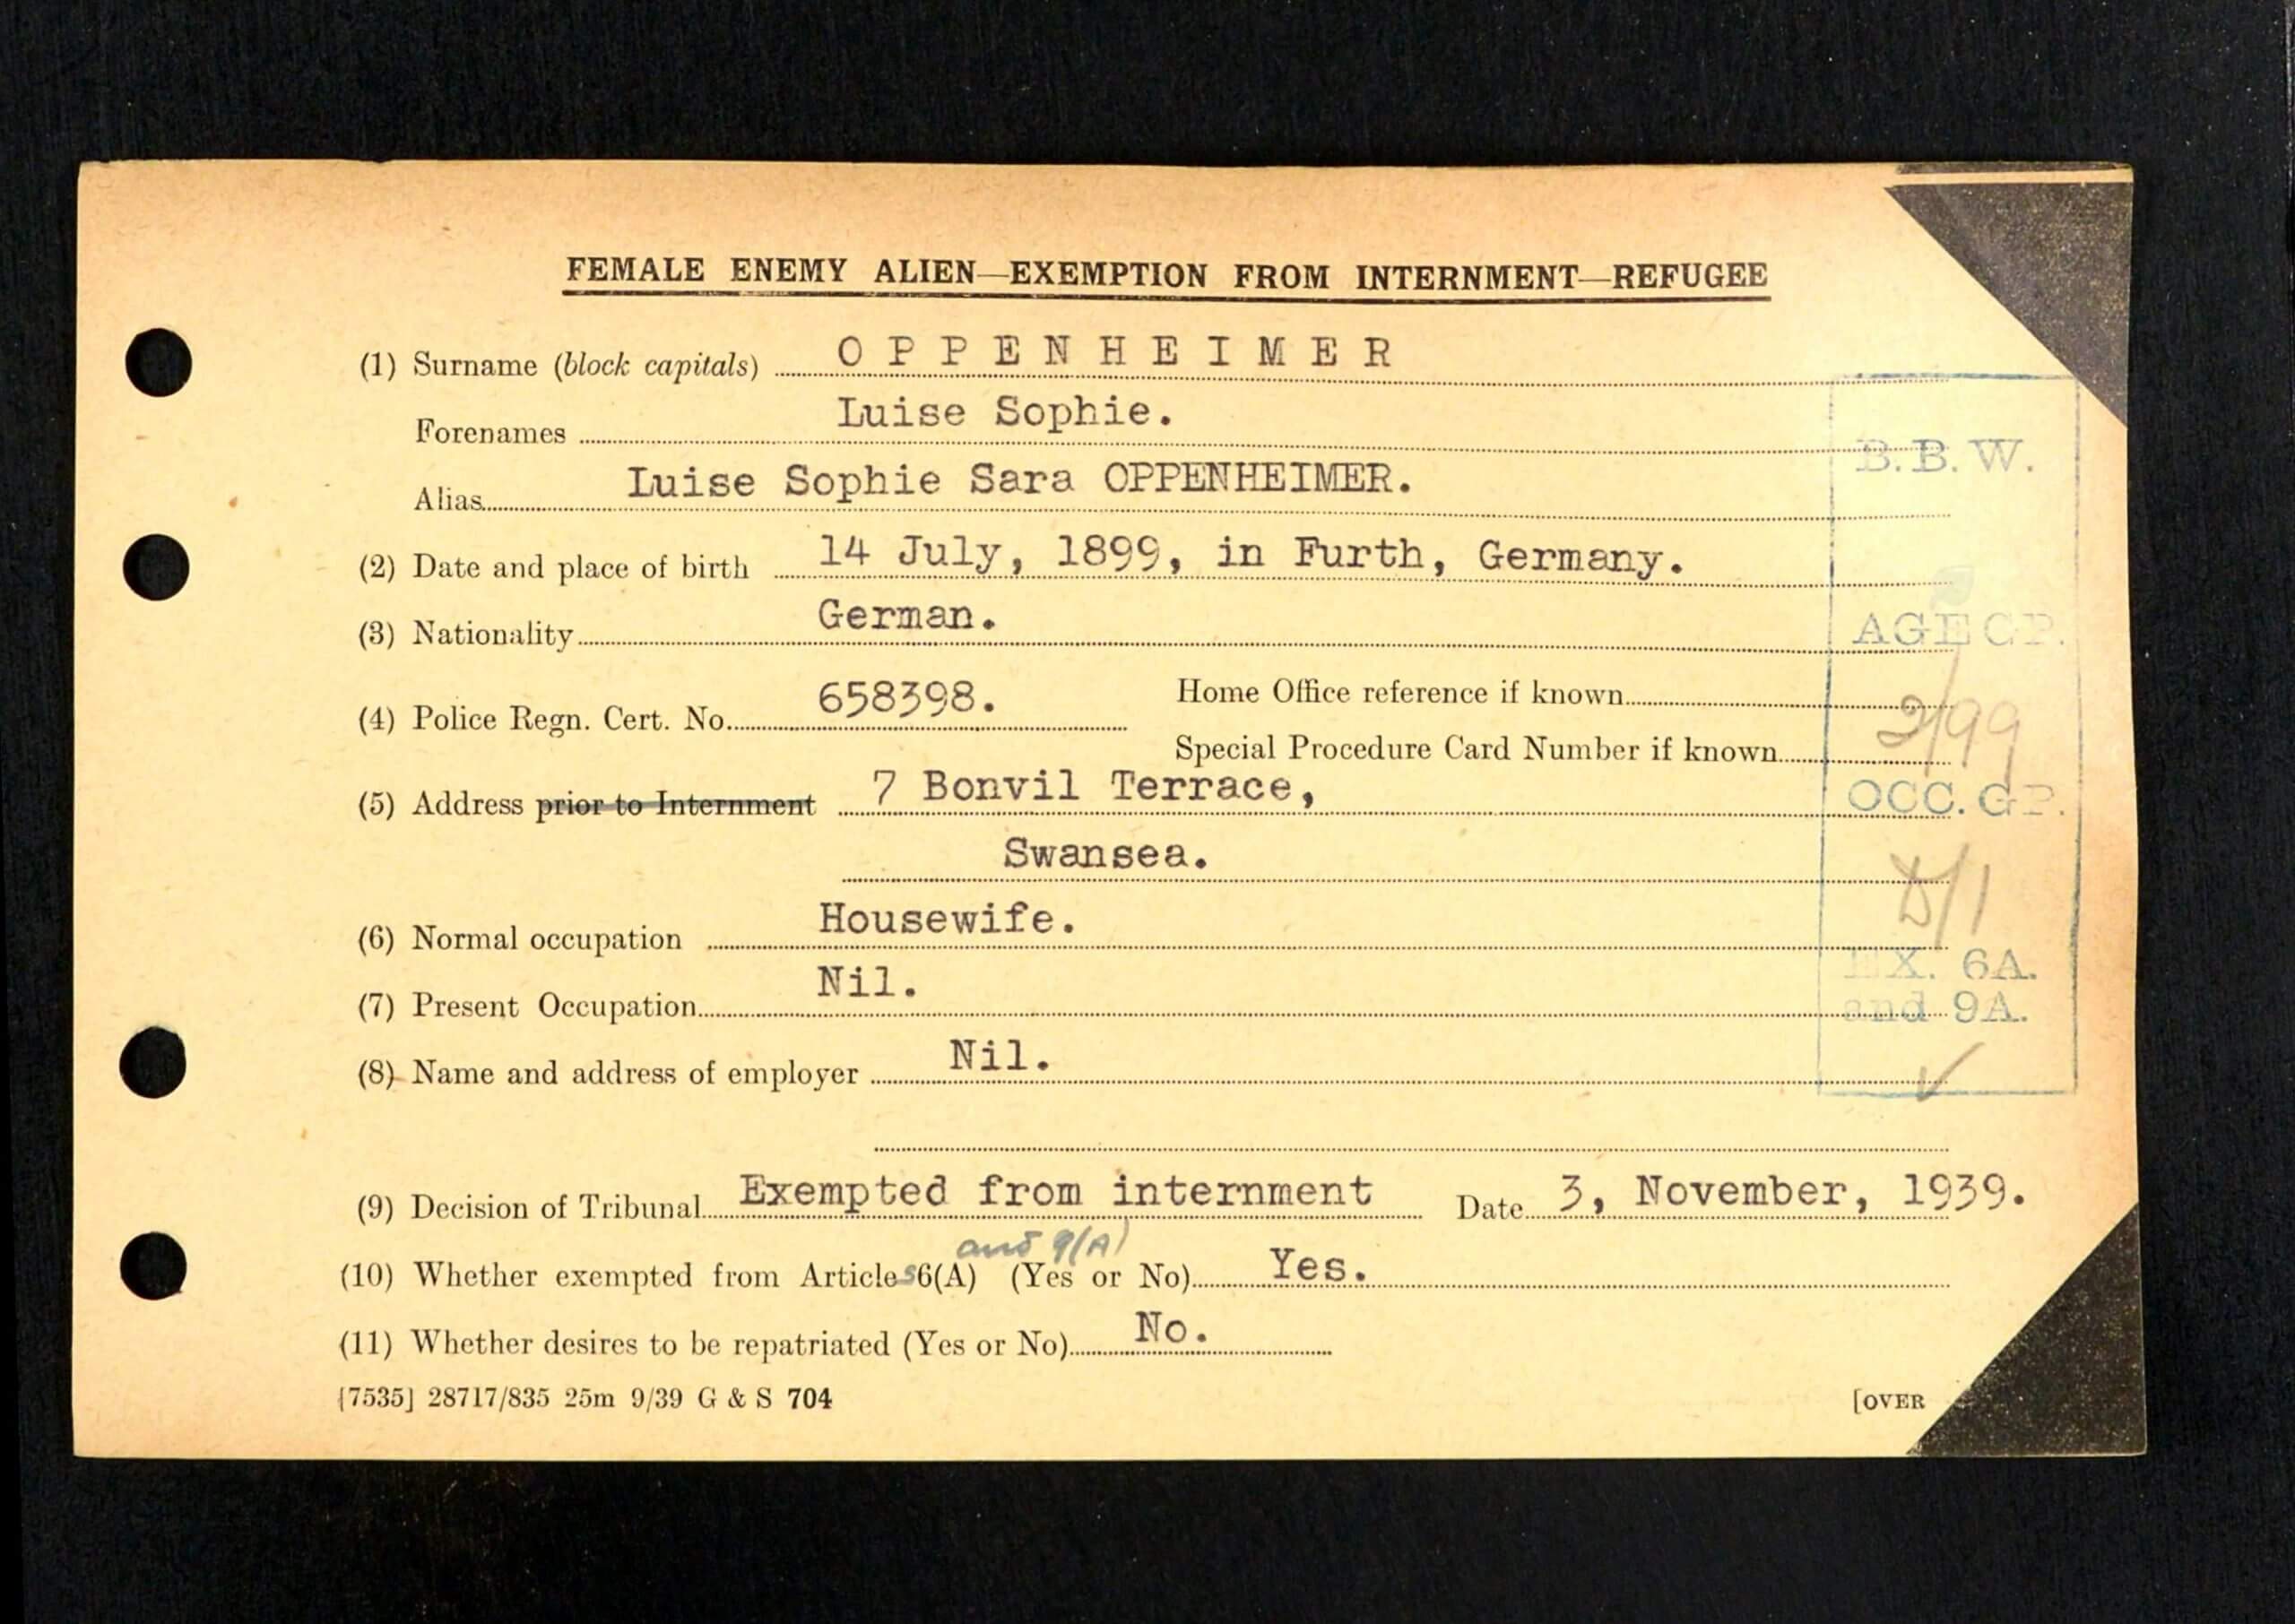 FEMALE ENEMY ALIEN—EXEMPTION FROM INTERNMENT—REFUGEE
(1) Surname (block capitals) OPPENHEIMER
Forenames Luise Sophie.
Alias Luise Sophie Sara OPPENHEIMER.
B.B.W.
(2) Date and place of birth 14 July, 1899, in Furth, Germany.
(3) Nationality German.
AGE GP.
(4) Police Regn. Cert. No. 658398. Home Office reference if known
2/99
Special Procedure Card Number if known
(5) Address prior to Internment 7 Bonvil Terrace,
OCC. GP.
Swansea.
(6) Normal occupation Housewife.
EX. 6A.
(7) Present Occupation Nil.
and 9A.
(8) Name and address of employer Nil.
✓
(9) Decision of Tribunal Exempted from internment Date 3, November, 1939.
and 9(A)
(10) Whether exempted from Articles 6(A) (Yes or No) Yes.
(11) Whether desires to be repatriated (Yes or No) No.
[7535] 28717/835 25m 9/39 G & S 704
[OVER